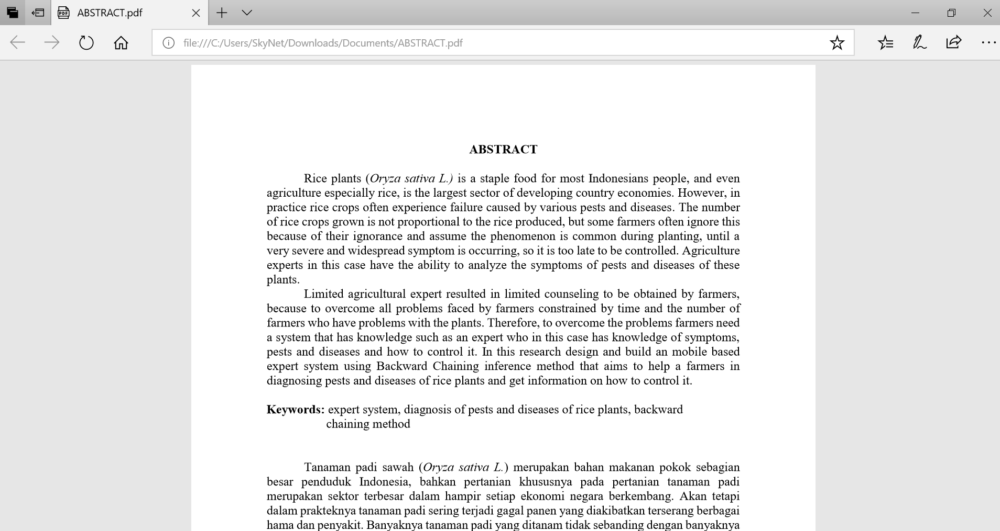 ABSTRACT.pdf
file:///C:/Users/SkyNet/Downloads/Documents/ABSTRACT.pdf
ABSTRACT
Rice plants (Oryza sativa L.) is a staple food for most Indonesians people, and even
agriculture especially rice, is the largest sector of developing country economies. However, in
practice rice crops often experience failure caused by various pests and diseases. The number
of rice crops grown is not proportional to the rice produced, but some farmers often ignore this
because of their ignorance and assume the phenomenon is common during planting, until a
very severe and widespread symptom is occurring, so it is too late to be controlled. Agriculture
experts in this case have the ability to analyze the symptoms of pests and diseases of these
plants.
Limited agricultural expert resulted in limited counseling to be obtained by farmers,
because to overcome all problems faced by farmers constrained by time and the number of
farmers who have problems with the plants. Therefore, to overcome the problems farmers need
a system that has knowledge such as an expert who in this case has knowledge of symptoms,
pests and diseases and how to control it. In this research design and build an mobile based
expert system using Backward Chaining inference method that aims to help a farmers in
diagnosing pests and diseases of rice plants and get information on how to control it.
Keywords: expert system, diagnosis of pests and diseases of rice plants, backward
chaining method
Tanaman padi sawah (Oryza sativa L.) merupakan bahan makanan pokok sebagian
besar penduduk Indonesia, bahkan pertanian khususnya pada pertanian tanaman padi
merupakan sektor terbesar dalam hampir setiap ekonomi negara berkembang. Akan tetapi
dalam prakteknya tanaman padi sering terjadi gagal panen yang diakibatkan terserang berbagai
hama dan penyakit. Banyaknya tanaman padi yang ditanam tidak sebanding dengan banyaknya